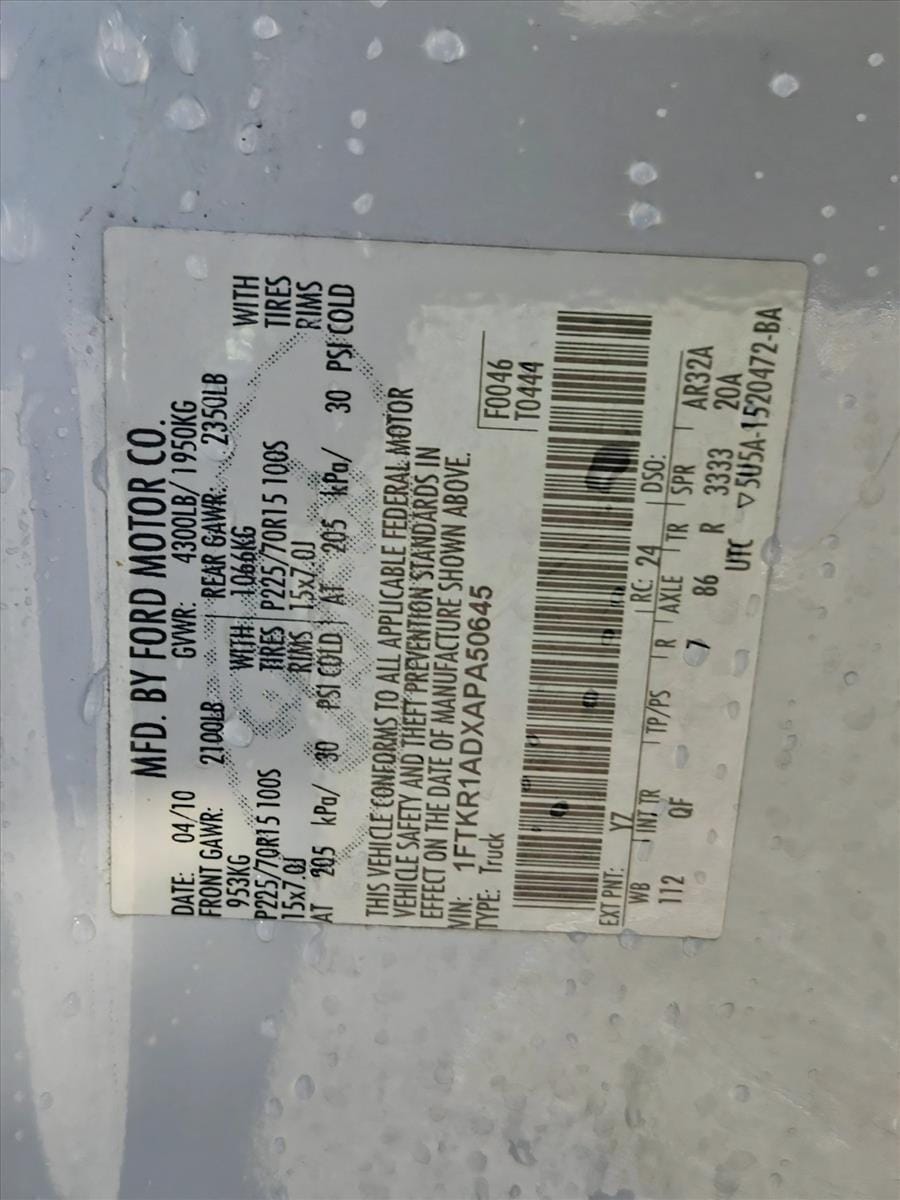 MFD. BY FORD MOTOR CO.
DATE: 04/10 GVWR: 4300LB/ 1950KG
FRONT GAWR: 2100LB REAR GAWR: 2350LB
953KG WITH 1066KG WITH
P225/70R15 100S TIRES P225/70R15 100S TIRES
15x7.0J RIMS 15x7.0J RIMS
AT 205 kPa/ 30 PSI COLD AT 205 kPa/ 30 PSI COLD
THIS VEHICLE CONFORMS TO ALL APPLICABLE FEDERAL MOTOR
VEHICLE SAFETY AND THEFT PREVENTION STANDARDS IN
EFFECT ON THE DATE OF MANUFACTURE SHOWN ABOVE.
VIN: 1FTKR1ADXAPA50645 F0046
TYPE: Truck T0444
EXT PNT: YZ RC: 24 DSO:
WB INT TR TP/PS R AXLE TR SPR AR32A
112 QF 7 86 R 3333 20A
UTC ▽5U5A-1520472-BA